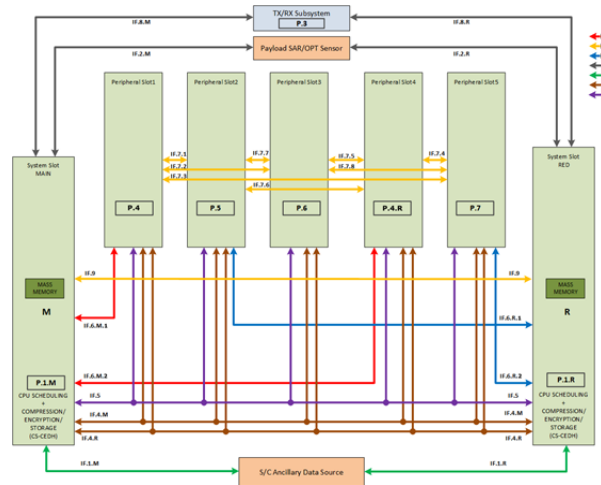 TX/RX Subsystem
P.3
IF.8.M
IF.8.R
Payload SAR/OPT Sensor
IF.2.M
IF.2.R
Peripheral Slot1
Peripheral Slot2
Peripheral Slot3
Peripheral Slot4
Peripheral Slot5
System Slot
MAIN
System Slot
RED
IF.7.1
IF.7.7
IF.7.5
IF.7.4
IF.7.2
IF.7.8
IF.7.3
IF.7.6
P.4
P.5
P.6
P.4.R
P.7
IF.9
IF.9
MASS
MEMORY
M
MASS
MEMORY
R
IF.6.M.1
IF.6.R.1
IF.6.M.2
IF.6.R.2
P.1.M
P.1.R
CPU SCHEDULING
+
COMPRESSION/
ENCRYPTION/
STORAGE
(CS-CEDH)
CPU SCHEDULING
+
COMPRESSION/
ENCRYPTION/
STORAGE
(CS-CEDH)
IF.5
IF.5
IF.4.M
IF.4.M
IF.4.R
IF.4.R
IF.1.M
IF.1.R
S/C Ancillary Data Source